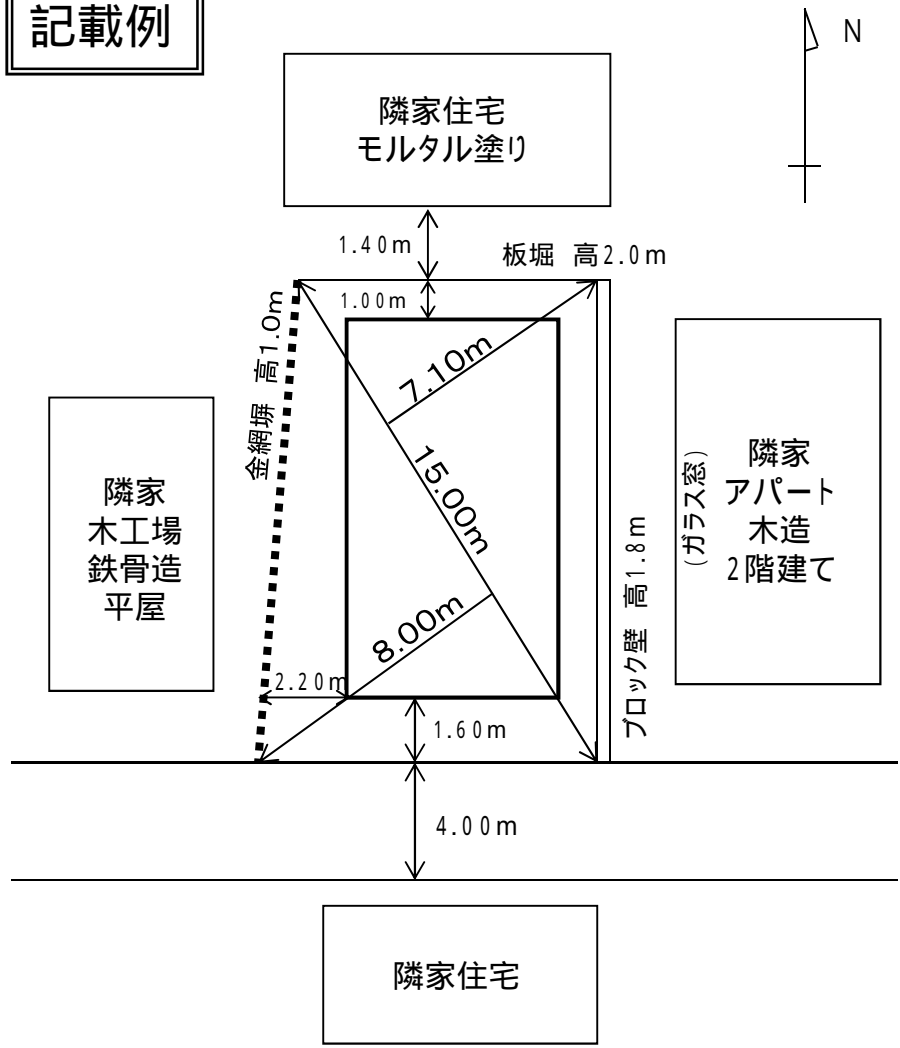 記載例
N
隣家住宅
モルタル塗り
1.40m
板堀 高2.0m
1.00m
金網塀 高1.0m
7.10m
15.00m
8.00m
隣家
木工場
鉄骨造
平屋
(ガラス窓)
隣家
アパート
木造
2階建て
ブロック壁 高1.8m
2.20m
1.60m
4.00m
隣家住宅